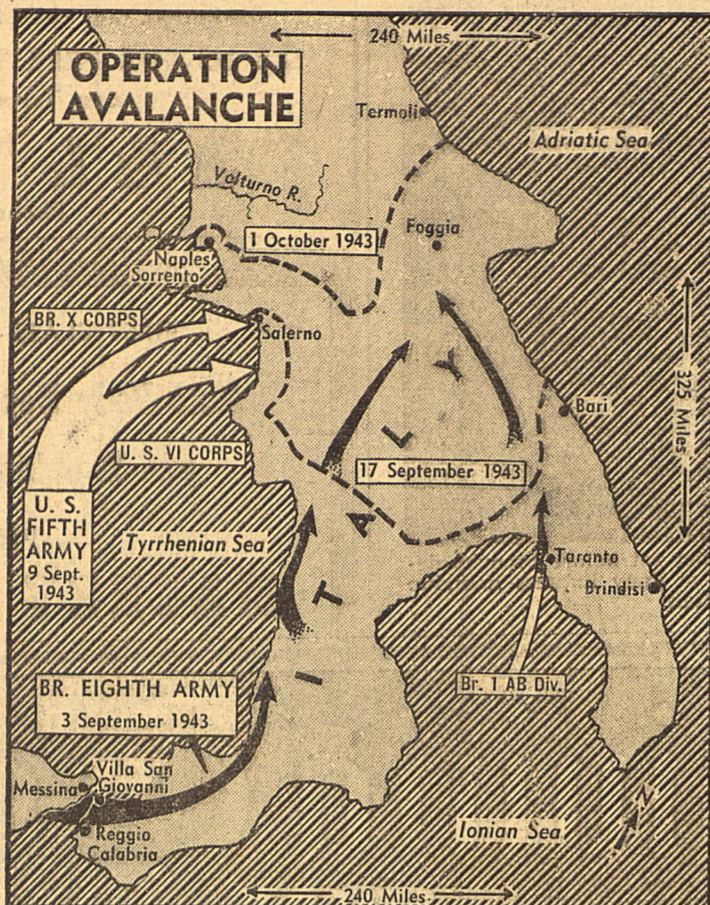 240 Miles
OPERATION
AVALANCHE
Termoli
Adriatic Sea
Volturno R.
Foggia
1 October 1943
Naples
Sorrento
BR. X CORPS
Salerno
325 Miles
Bari
U. S. VI CORPS
17 September 1943
U. S.
FIFTH
ARMY
9 Sept.
1943
Tyrrhenian Sea
ITALY
Taranto
Brindisi
BR. EIGHTH ARMY
3 September 1943
Br. 1 AB Div.
Villa San
Giovanni
Messina
Reggio
Calabria
Ionian Sea
N
240 Miles